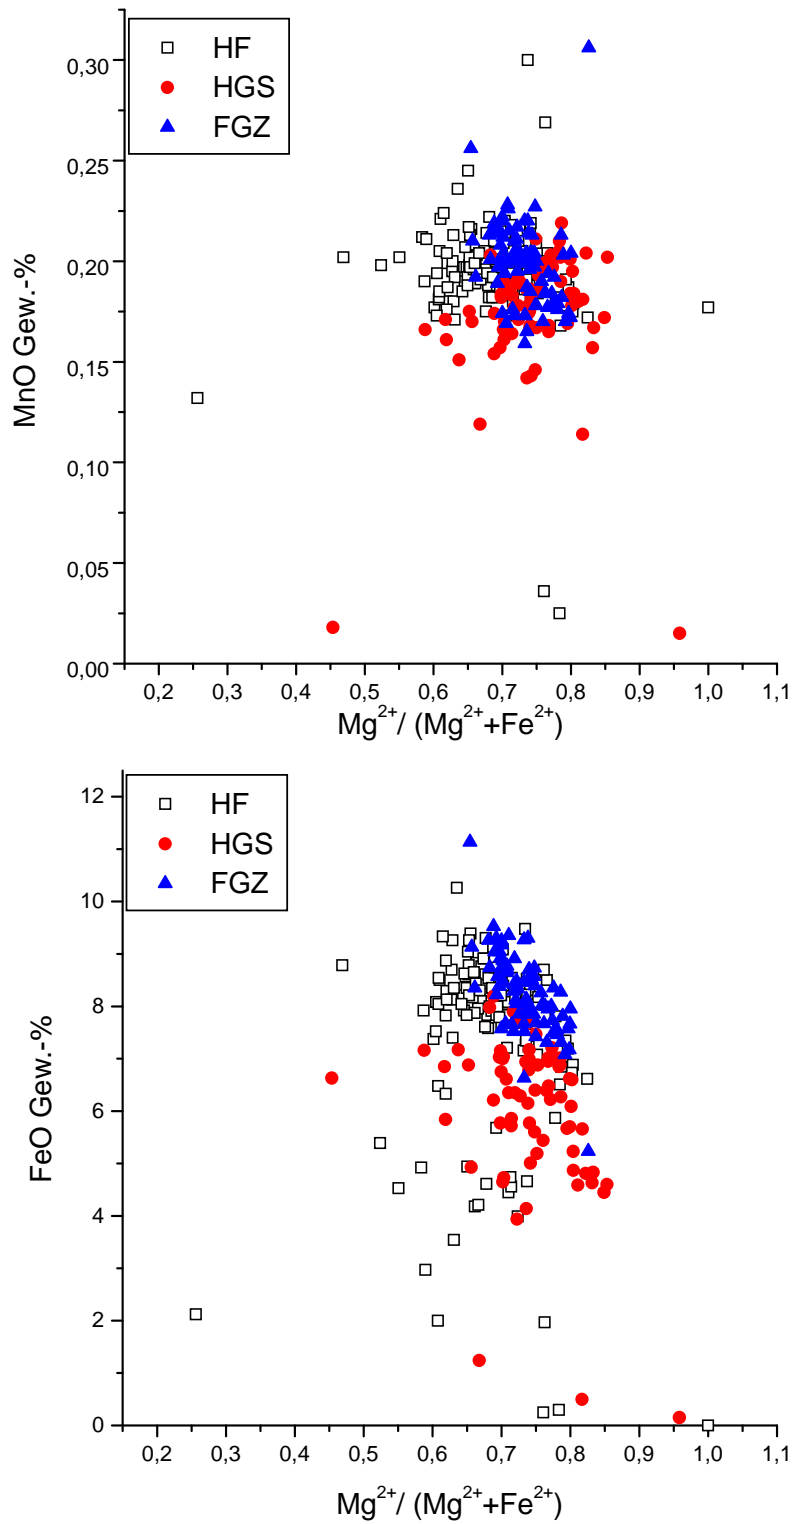 HF
HGS
FGZ
MnO Gew.-%
0,30
0,25
0,20
0,15
0,10
0,05
0,00
0,2 0,3 0,4 0,5 0,6 0,7 0,8 0,9 1,0 1,1
Mg²⁺/ (Mg²⁺+Fe²⁺)
HF
HGS
FGZ
FeO Gew.-%
12
10
8
6
4
2
0
0,2 0,3 0,4 0,5 0,6 0,7 0,8 0,9 1,0 1,1
Mg²⁺/ (Mg²⁺+Fe²⁺)